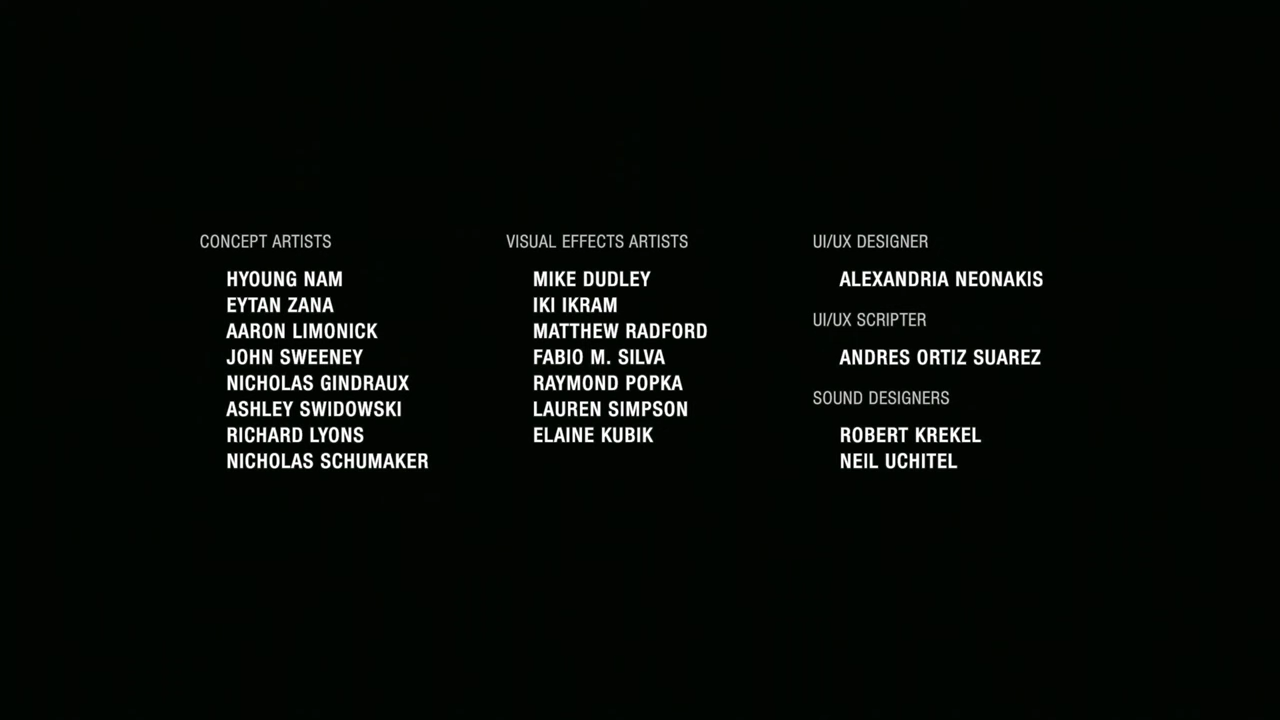 CONCEPT ARTISTS
HYOUNG NAM
EYTAN ZANA
AARON LIMONICK
JOHN SWEENEY
NICHOLAS GINDRAUX
ASHLEY SWIDOWSKI
RICHARD LYONS
NICHOLAS SCHUMAKER
VISUAL EFFECTS ARTISTS
MIKE DUDLEY
IKI IKRAM
MATTHEW RADFORD
FABIO M. SILVA
RAYMOND POPKA
LAUREN SIMPSON
ELAINE KUBIK
UI/UX DESIGNER
ALEXANDRIA NEONAKIS
UI/UX SCRIPTER
ANDRES ORTIZ SUAREZ
SOUND DESIGNERS
ROBERT KREKEL
NEIL UCHITEL